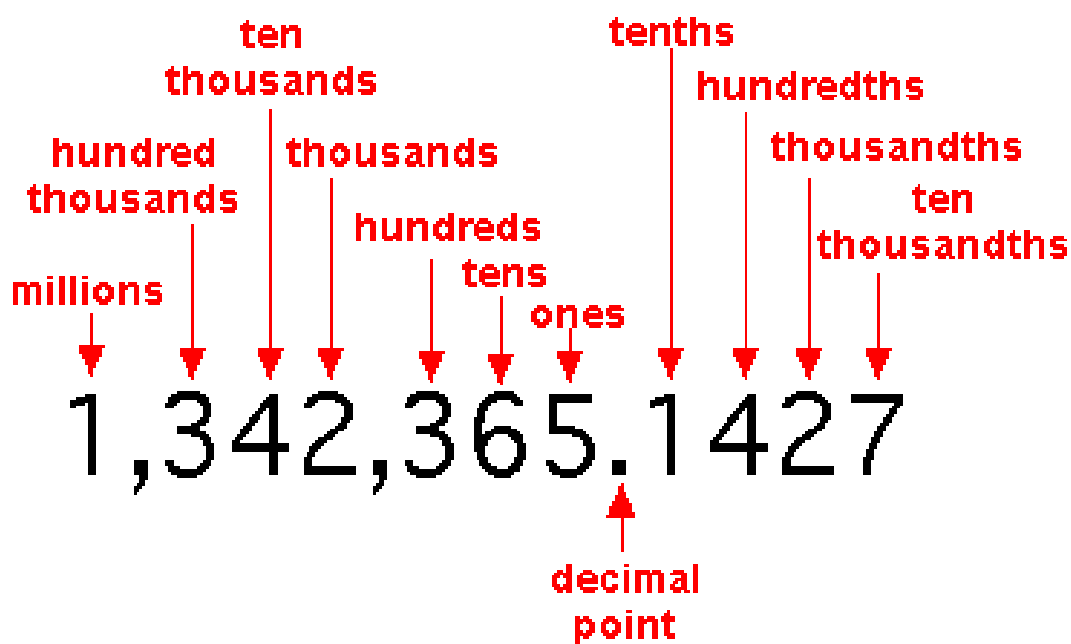 ten
thousands
tenths
hundredths
hundred
thousands
thousands
thousandths
ten
thousandths
hundreds
tens
millions
ones
1,342,365.1427
decimal
point